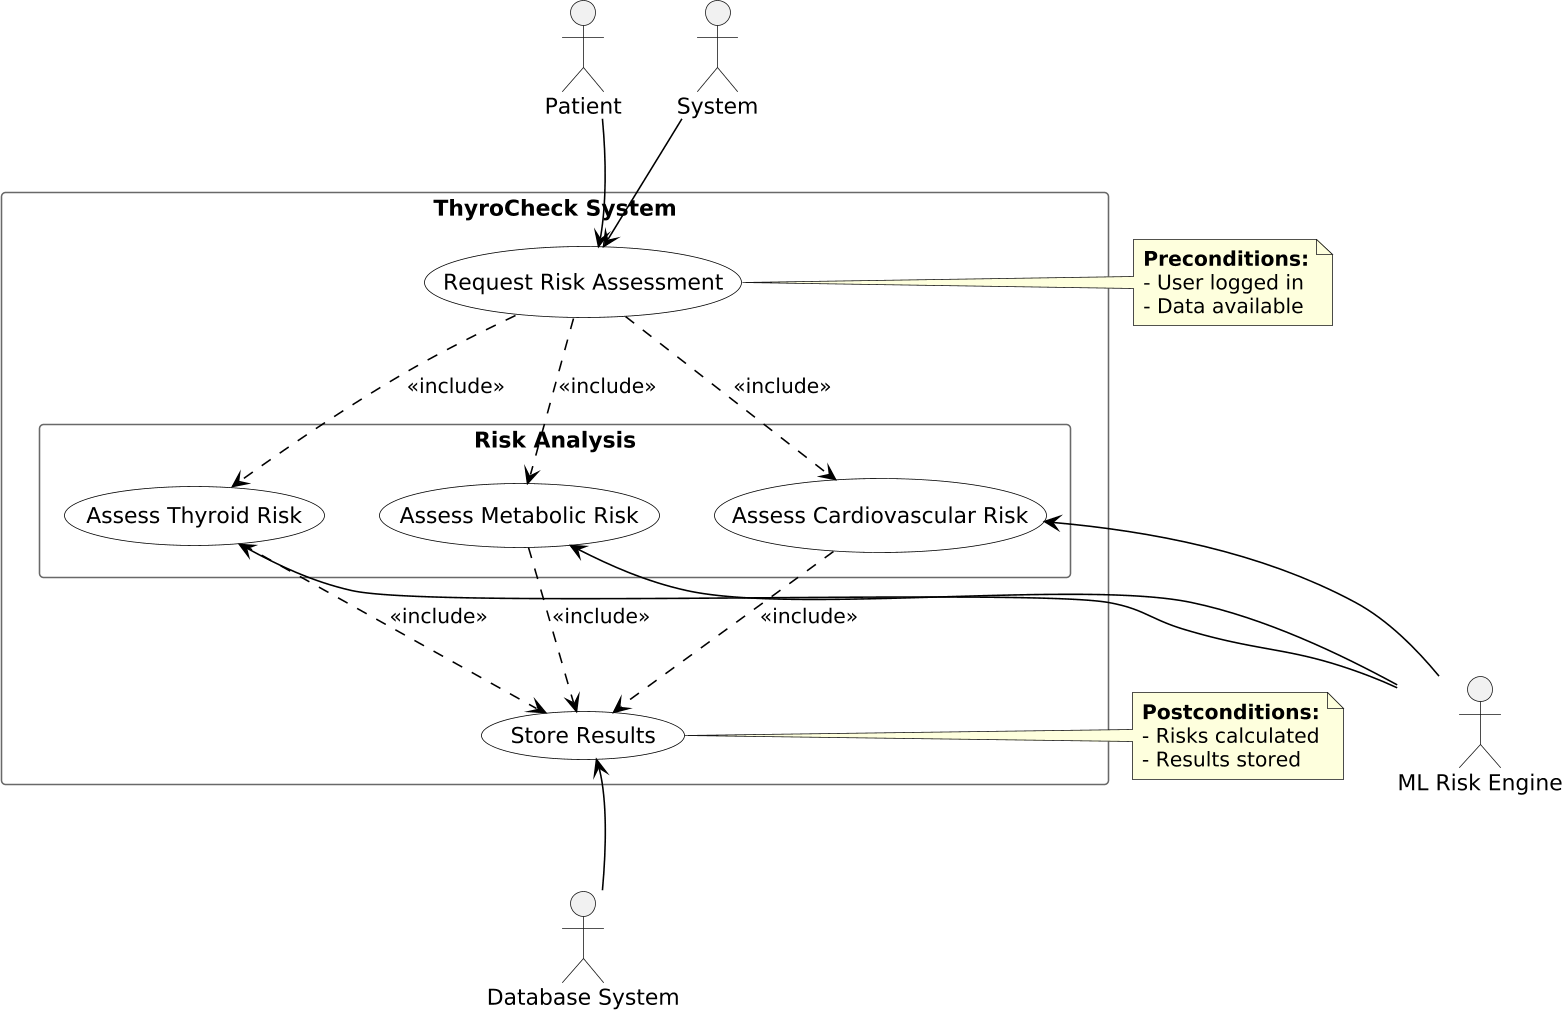 Patient
System
ThyroCheck System
Request Risk Assessment
Preconditions:
- User logged in
- Data available
«include»
«include»
«include»
Risk Analysis
Assess Thyroid Risk
Assess Metabolic Risk
Assess Cardiovascular Risk
«include»
«include»
«include»
Store Results
Postconditions:
- Risks calculated
- Results stored
ML Risk Engine
Database System